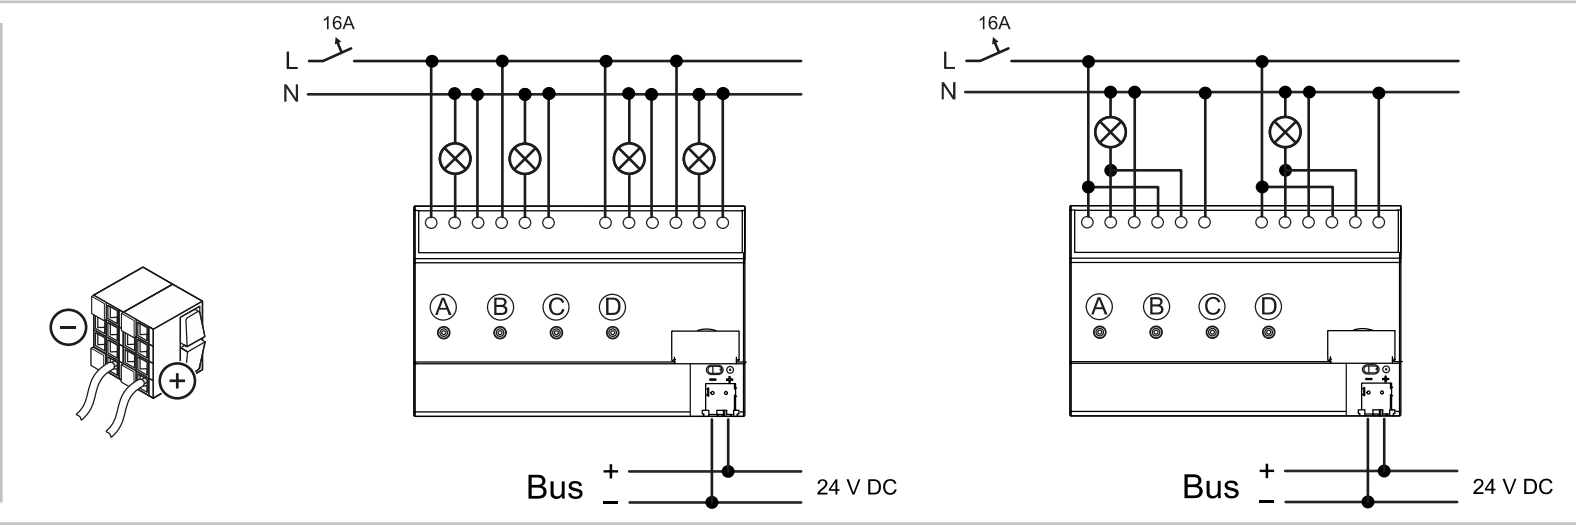 16A
L
N
A B C D
− +
Bus + −
24 V DC
− +
16A
L
N
A B C D
− +
Bus + −
24 V DC